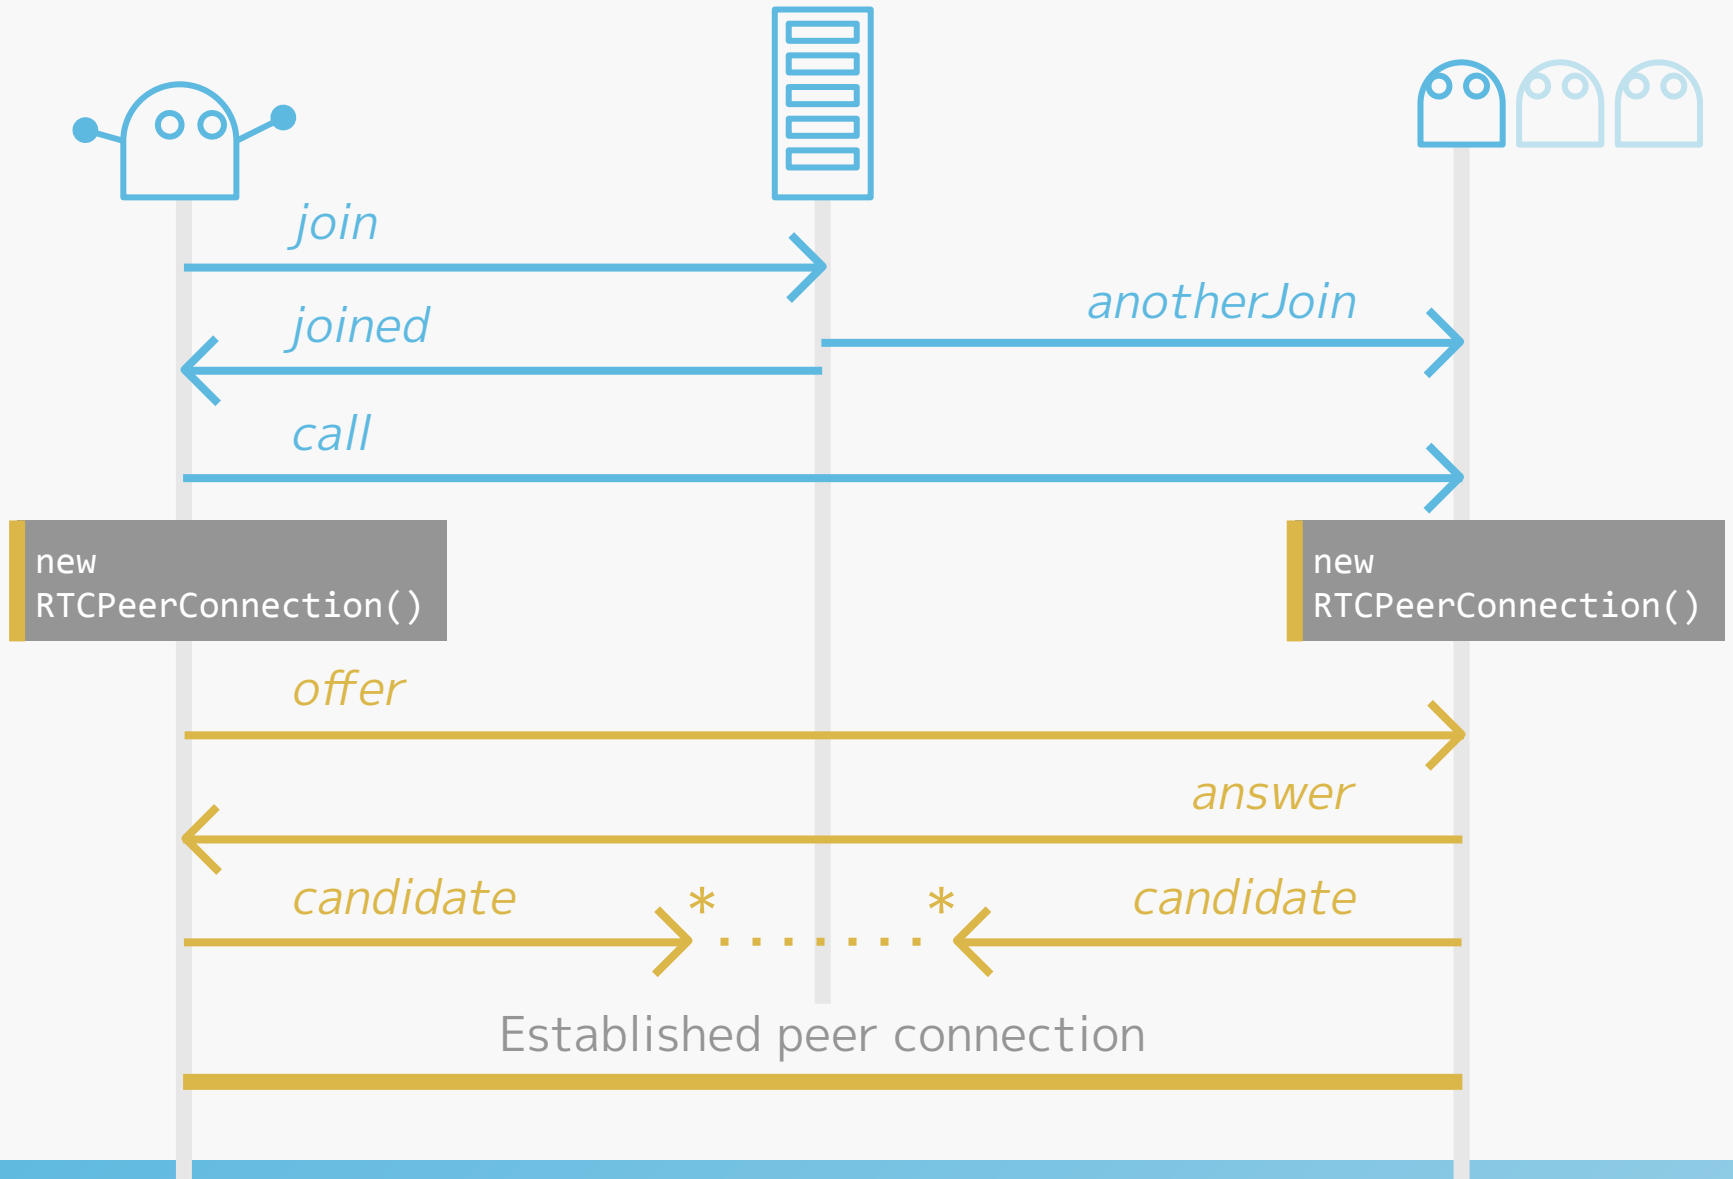 join
anotherJoin
joined
call
new
RTCPeerConnection()
new
RTCPeerConnection()
offer
answer
candidate *
* candidate
Established peer connection